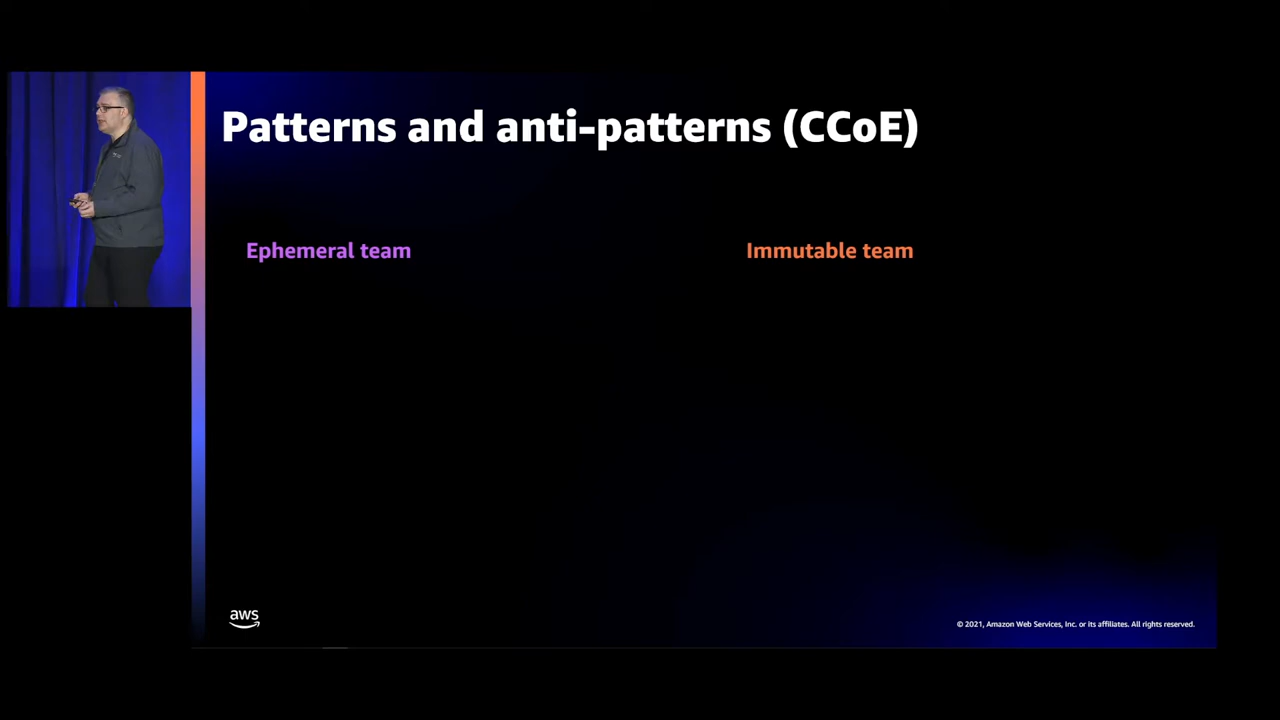 Patterns and anti-patterns (CCoE)
Ephemeral team
Immutable team
aws
© 2021, Amazon Web Services, Inc. or its affiliates. All rights reserved.